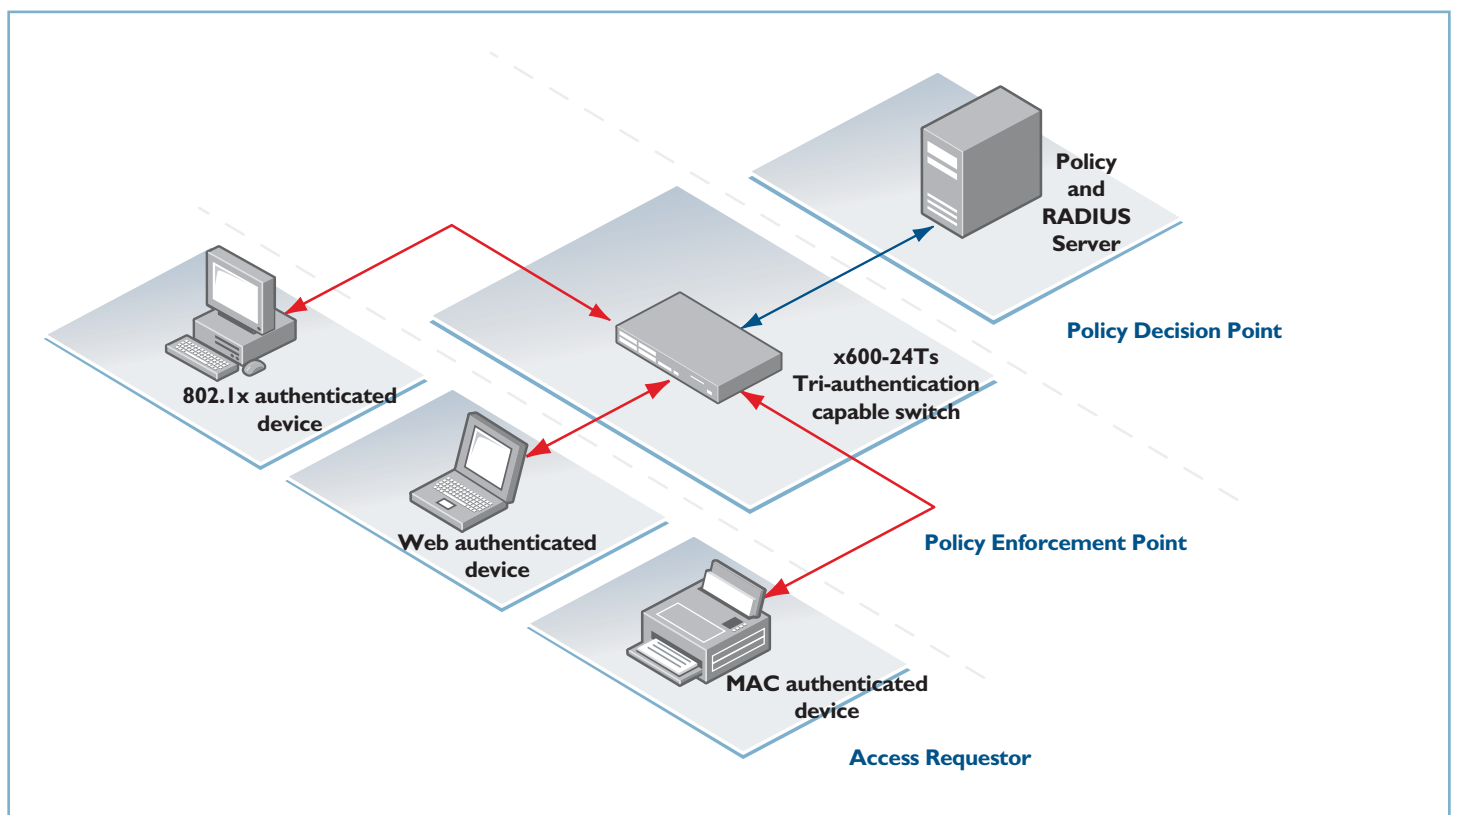 Policy
and
RADIUS
Server
Policy Decision Point
x600-24Ts
Tri-authentication
capable switch
802.1x authenticated
device
Web authenticated
device
Policy Enforcement Point
MAC authenticated
device
Access Requestor